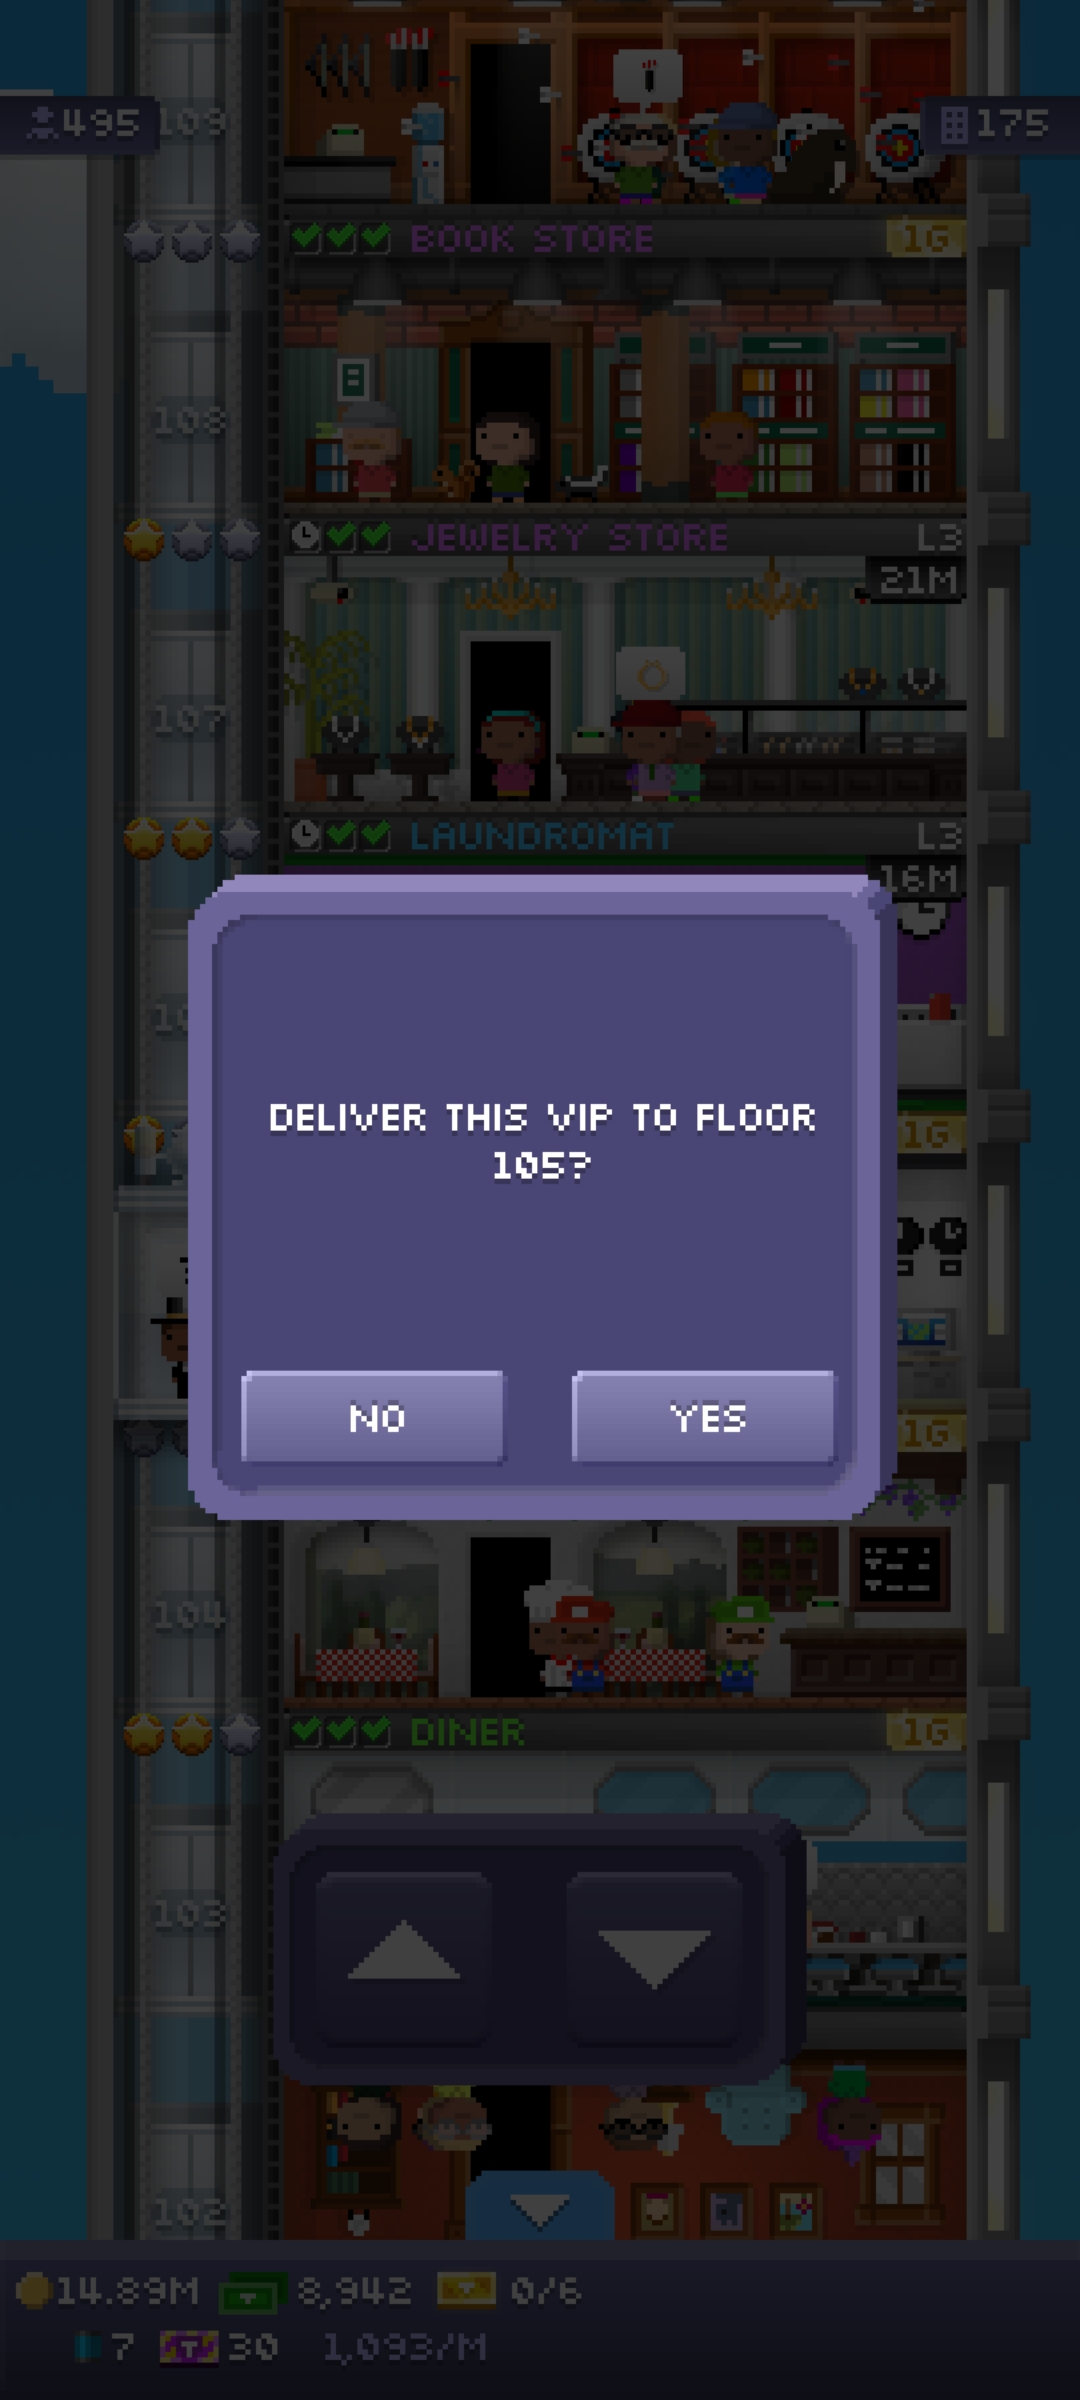 495
109
175
BOOK STORE
1G
108
JEWELRY STORE
L3
21M
107
LAUNDROMAT
L3
16M
1G
DELIVER THIS VIP TO FLOOR
105?
NO
YES
1G
104
DINER
1G
103
102
14.89M
8,942
0/6
7
30
1,093/M